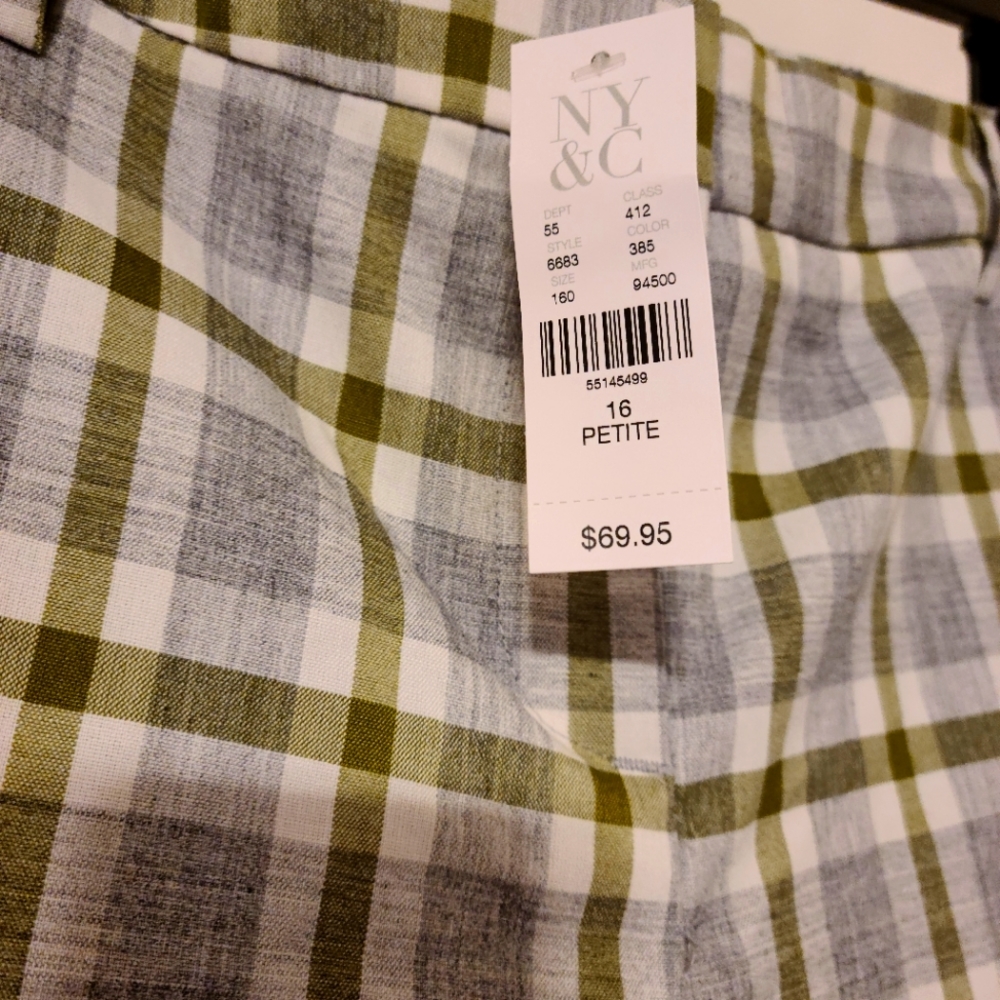 NY
&C
DEPT CLASS
55 412
STYLE COLOR
6683 385
SIZE MFG
160 94500
55145499
16
PETITE
$69.95